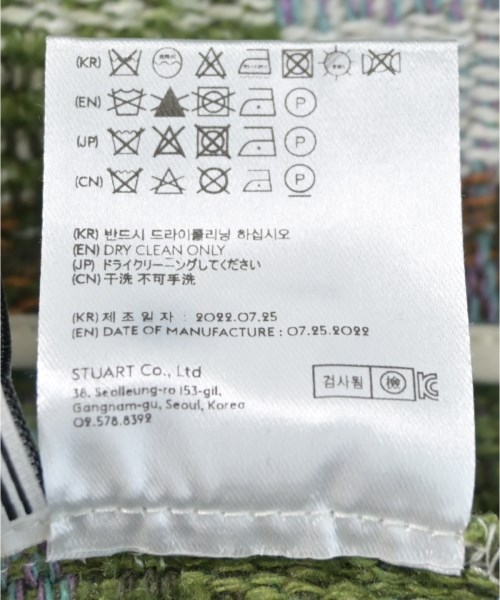 (KR)
(EN) P
(JP) P
(CN) P
(KR) 반드시 드라이클리닝 하십시오
(EN) DRY CLEAN ONLY
(JP) ドライクリーニングしてください
(CN) 干洗 不可手洗
(KR) 제 조 일 자 : 2022.07.25
(EN) DATE OF MANUFACTURE : 07.25.2022
STUART Co., Ltd
검사필 檢
38, Seolleung-ro 153-gil,
Gangnam-gu, Seoul, Korea
02.578.8392